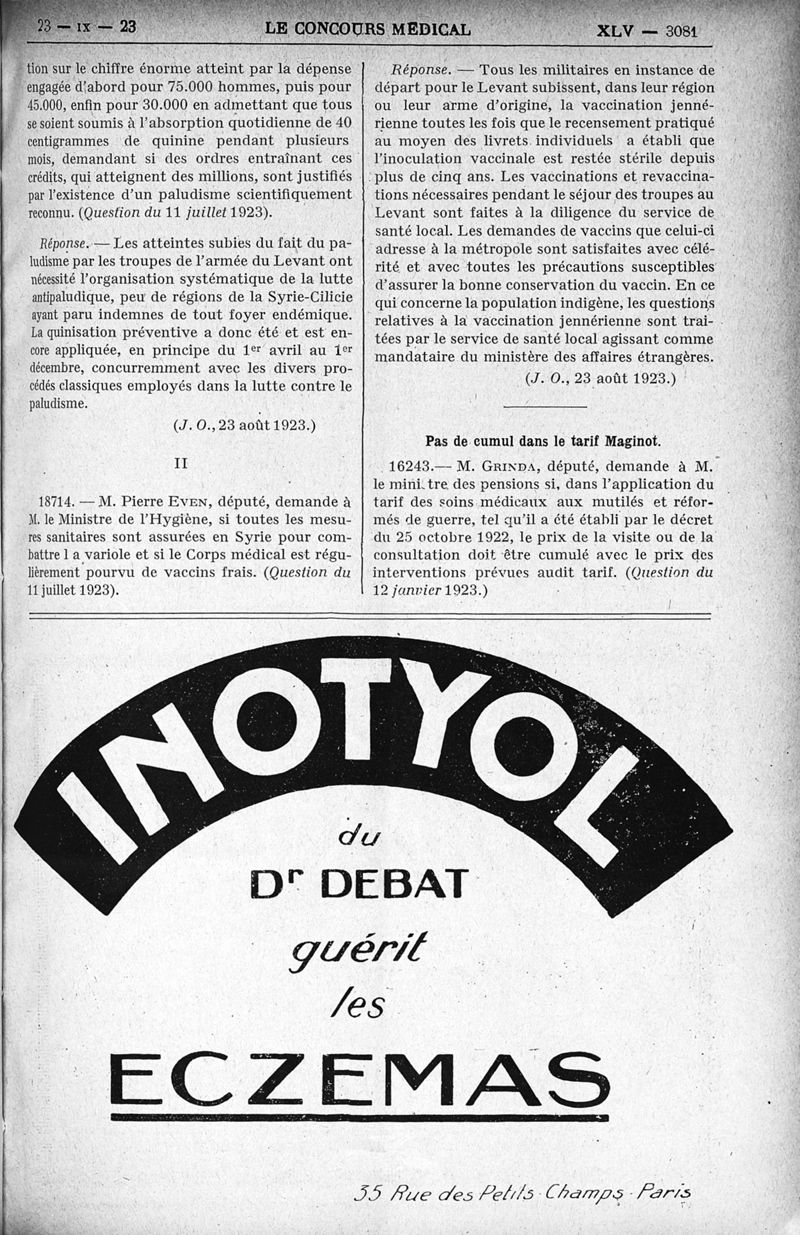 23 — IX — 23 LE CONCOURS MÉDICAL XLV — 3081
tion sur le chiffre énorme atteint par la dépense
engagée d'abord pour 75.000 hommes, puis pour
45.000, enfin pour 30.000 en admettant que tous
se soient soumis à l'absorption quotidienne de 40
centigrammes de quinine pendant plusieurs
mois, demandant si des ordres entraînant ces
crédits, qui atteignent des millions, sont justifiés
par l'existence d'un paludisme scientifiquement
reconnu. (Question du 11 juillet 1923).
Réponse. — Les atteintes subies du fait du pa-
ludisme par les troupes de l'armée du Levant ont
nécessité l'organisation systématique de la lutte
antipaludique, peu de régions de la Syrie-Cilicie
ayant paru indemnes de tout foyer endémique.
La quinisation préventive a donc été et est en-
core appliquée, en principe du 1er avril au 1er
décembre, concurremment avec les divers pro-
cédés classiques employés dans la lutte contre le
paludisme.
(J. O., 23 août 1923.)
II
18714. — M. Pierre EVEN, député, demande à
M. le Ministre de l'Hygiène, si toutes les mesu-
res sanitaires sont assurées en Syrie pour com-
battre l a variole et si le Corps médical est régu-
lièrement pourvu de vaccins frais. (Question du
11 juillet 1923).
Réponse. — Tous les militaires en instance de
départ pour le Levant subissent, dans leur région
ou leur arme d'origine, la vaccination jenné-
rienne toutes les fois que le recensement pratiqué
au moyen des livrets individuels a établi que
l'inoculation vaccinale est restée stérile depuis
plus de cinq ans. Les vaccinations et revaccina-
tions nécessaires pendant le séjour des troupes au
Levant sont faites à la diligence du service de
santé local. Les demandes de vaccins que celui-ci
adresse à la métropole sont satisfaites avec célé-
rité et avec toutes les précautions susceptibles
d'assurer la bonne conservation du vaccin. En ce
qui concerne la population indigène, les questions
relatives à la vaccination jennérienne sont trai-
tées par le service de santé local agissant comme
mandataire du ministère des affaires étrangères.
(J. O., 23 août 1923.)
Pas de cumul dans le tarif Maginot.
16243.— M. GRINDA, député, demande à M.
le mini.tre des pensions si, dans l'application du
tarif des soins médicaux aux mutilés et réfor-
més de guerre, tel qu'il a été établi par le décret
du 25 octobre 1922, le prix de la visite ou de la
consultation doit être cumulé avec le prix des
interventions prévues audit tarif. (Question du
12 janvier 1923.)
INOTYOL
du
Dr DEBAT
guérit
les
ECZEMAS
35 Rue des Petits Champs - Paris